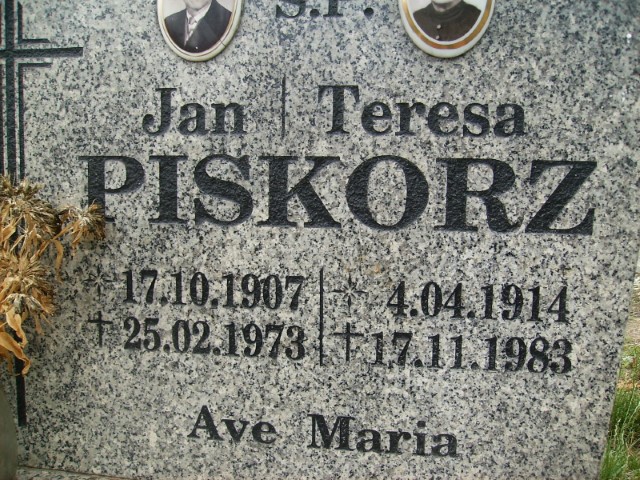 Ś.P.
Jan | Teresa
PISKORZ
* 17.10.1907 | * 4.04.1914
† 25.02.1973 | † 17.11.1983
Ave Maria